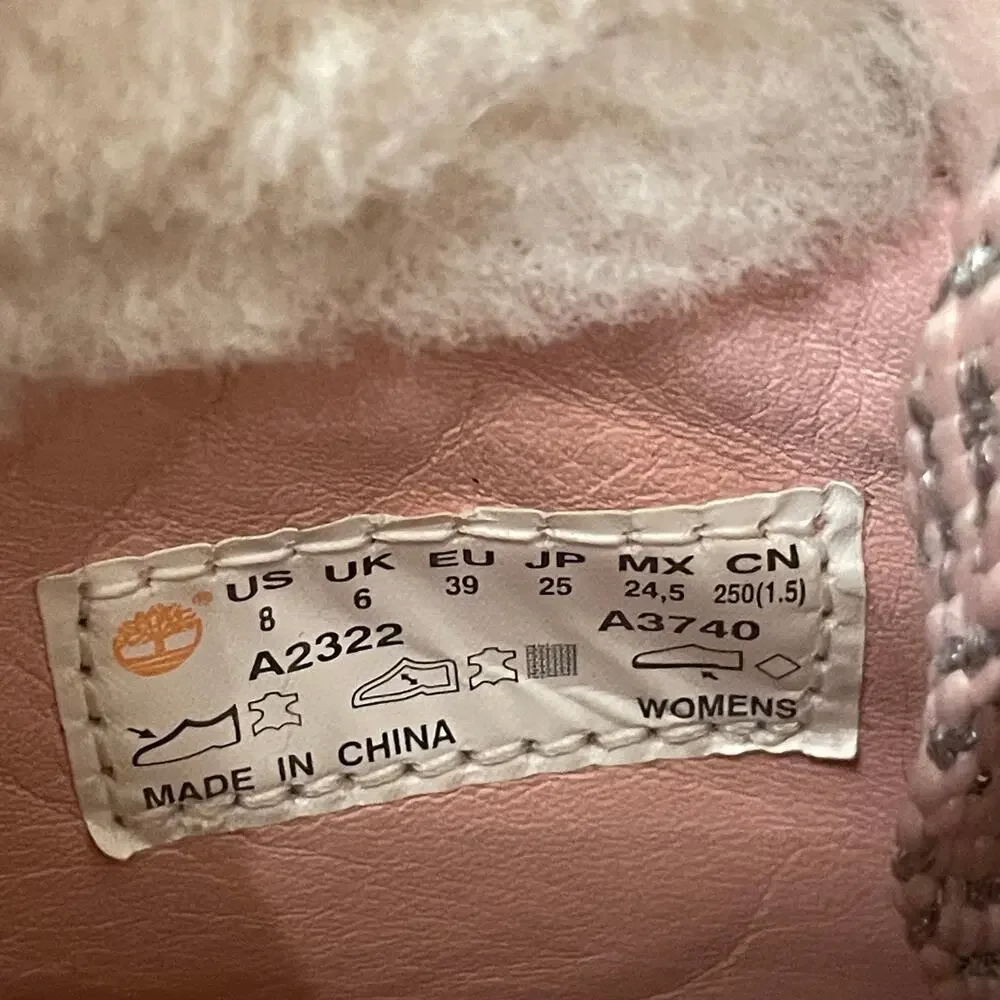 US UK EU JP MX CN
8 6 39 25 24,5 250(1.5)
A2322 A3740
WOMENS
MADE IN CHINA